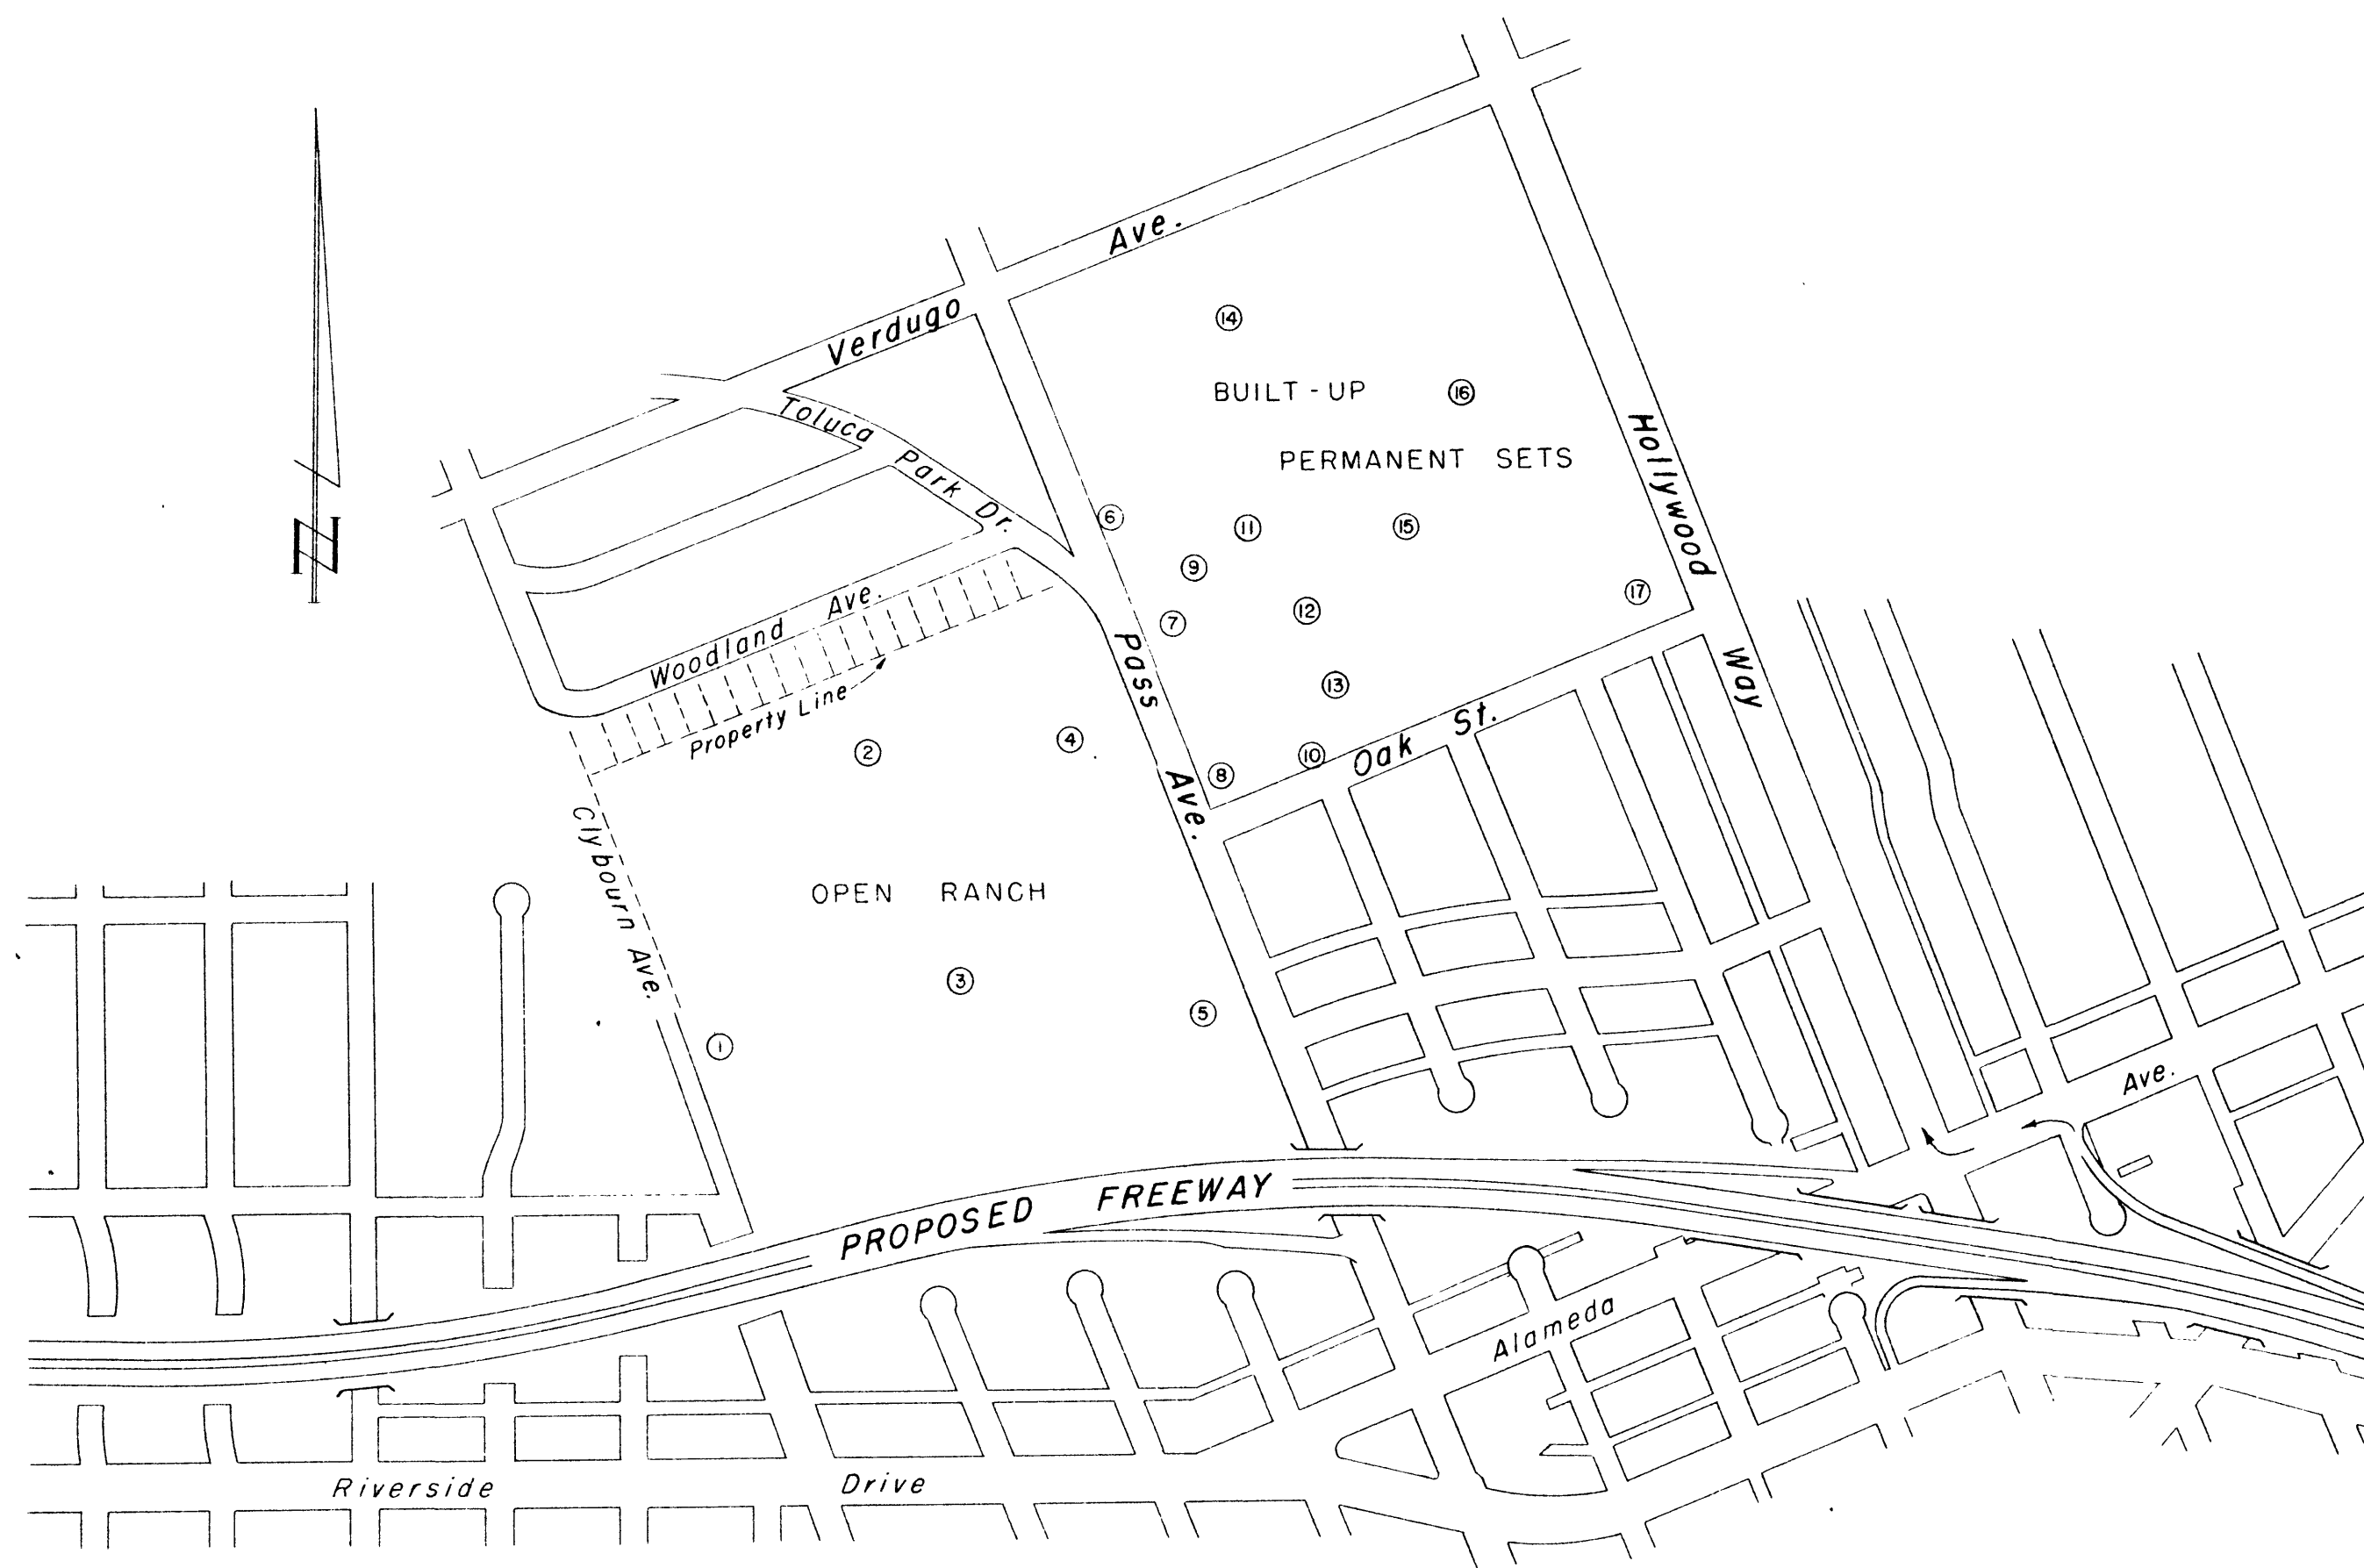 Ave.
Verdugo
14
Toluca
BUILT-UP
16
PERMANENT SETS
Hollywood
Park Dr.
6
11
15
9
Woodland Ave.
17
12
7
Pass
Way
13
Property Line
St.
4
2
10
Oak
8
Ave.
N
Clybourn Ave.
OPEN RANCH
3
5
1
Ave.
PROPOSED FREEWAY
Alameda
Riverside Drive